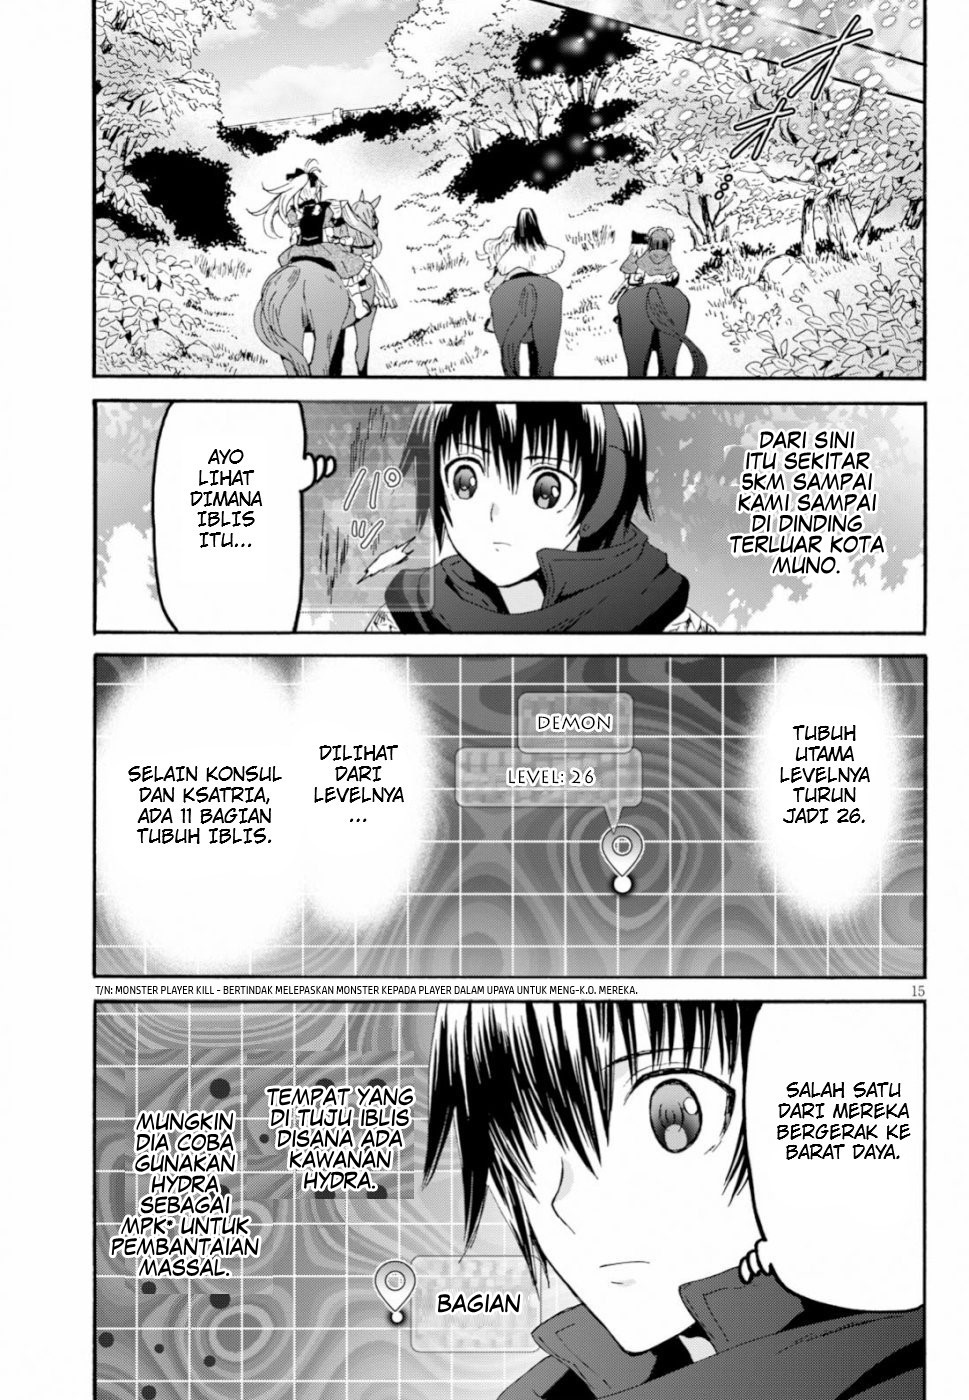 DARI SINI
ITU SEKITAR
5KM SAMPAI
KAMI SAMPAI
DI DINDING
TERLUAR KOTA
MUNO.
AYO
LIHAT
DIMANA
IBLIS
ITU...
TUBUH
UTAMA
LEVELNYA
TURUN
JADI 26.
DEMON
LEVEL: 26
DILIHAT
DARI
LEVELNYA
...
SELAIN KONSUL
DAN KSATRIA,
ADA 11 BAGIAN
TUBUH IBLIS.
T/N: MONSTER PLAYER KILL - BERTINDAK MELEPASKAN MONSTER KEPADA PLAYER DALAM UPAYA UNTUK MENG-K.O. MEREKA.
15
SALAH SATU
DARI MEREKA
BERGERAK KE
BARAT DAYA.
TEMPAT YANG
DI TUJU IBLIS
DISANA ADA
KAWANAN
HYDRA.
MUNGKIN
DIA COBA
GUNAKAN
HYDRA
SEBAGAI
MPK* UNTUK
PEMBANTAIAN
MASSAL.
BAGIAN